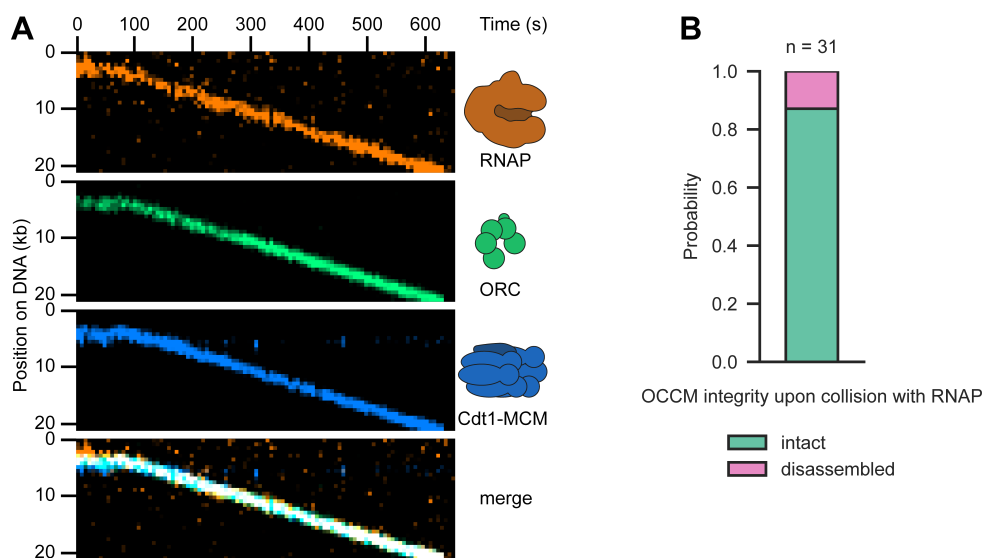 A
0 100 200 300 400 500 600 Time (s)
Position on DNA (kb)
0
10
20
RNAP
0
10
20
ORC
0
10
20
Cdt1-MCM
0
10
20
merge
B
n = 31
Probability
1.0
0.8
0.6
0.4
0.2
0.0
OCCM integrity upon collision with RNAP
intact
disassembled